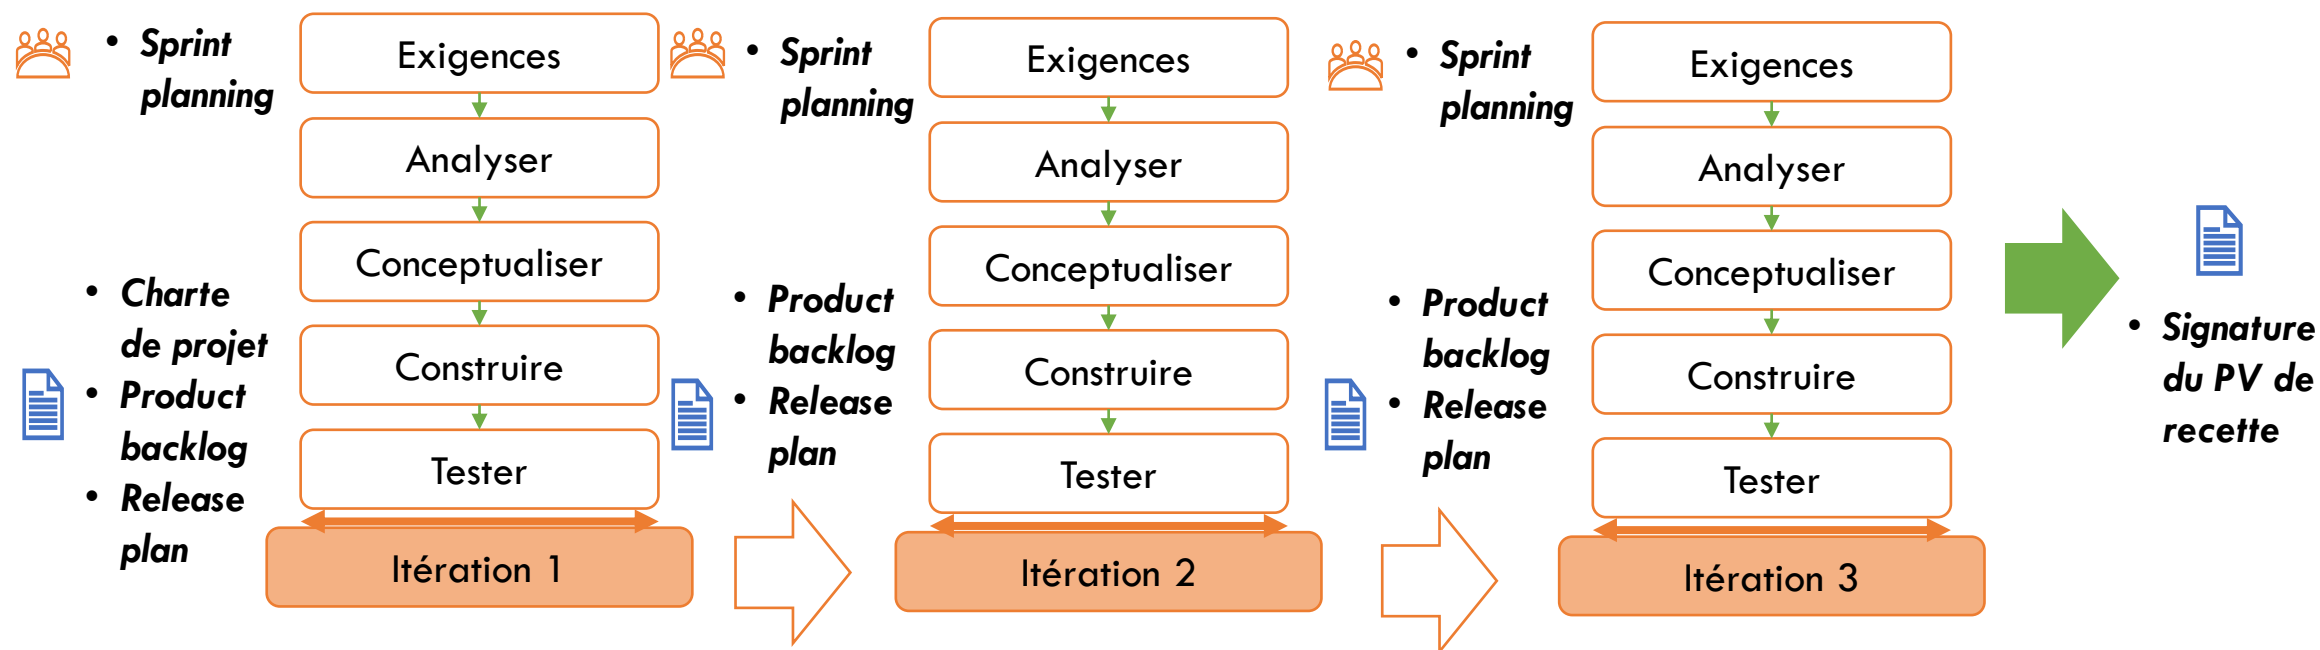 • Sprint
planning
Exigences
Analyser
Conceptualiser
Construire
Tester
• Charte
de projet
• Product
backlog
• Release
plan
Itération 1
• Sprint
planning
Exigences
Analyser
Conceptualiser
Construire
Tester
• Product
backlog
• Release
plan
Itération 2
• Sprint
planning
Exigences
Analyser
Conceptualiser
Construire
Tester
• Product
backlog
• Release
plan
Itération 3
• Signature
du PV de
recette